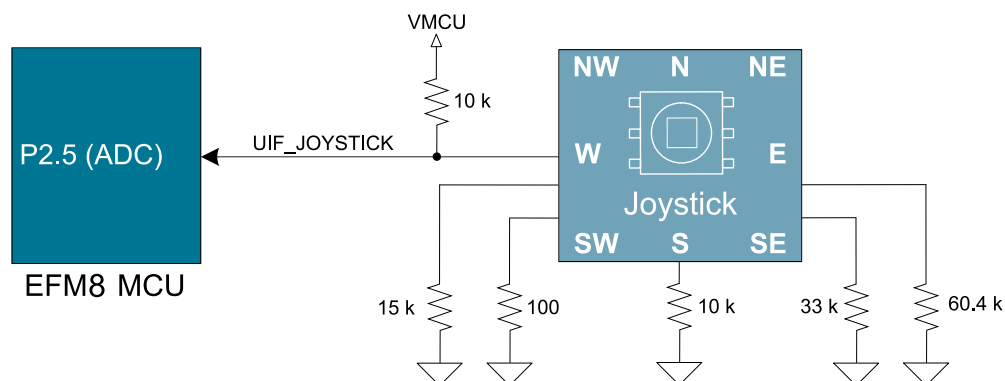 VMCU
NW N NE
10 k
P2.5 (ADC)
UIF_JOYSTICK
W E
Joystick
SW S SE
EFM8 MCU
15 k
100
10 k
33 k
60.4 k